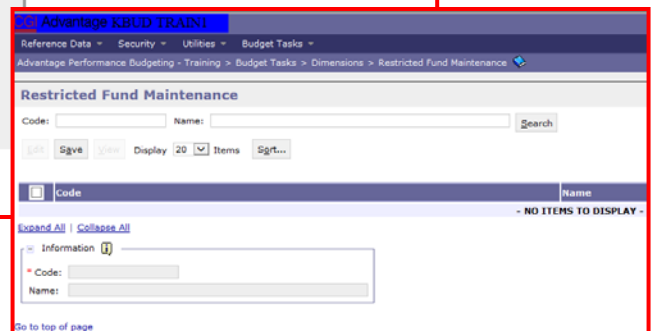 CGI Advantage KBUD TRAIN1
Reference Data Security Utilities Budget Tasks
Advantage Performance Budgeting - Training > Budget Tasks > Dimensions > Restricted Fund Maintenance
Restricted Fund Maintenance
Code: Name: Search
Edit Save View Display 20 Items Sort...
Code Name
- NO ITEMS TO DISPLAY -
Expand All | Collapse All
Information
* Code:
Name:
Go to top of page